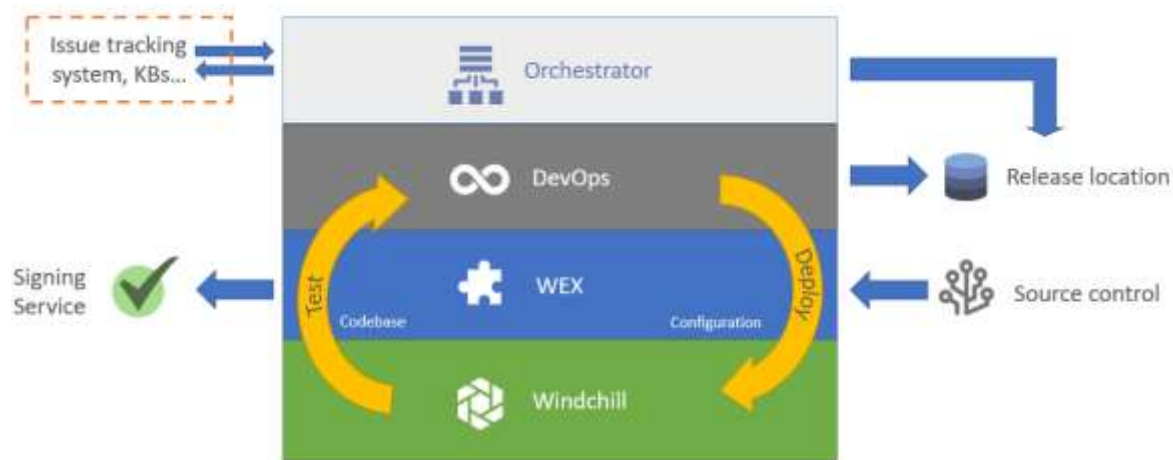 Issue tracking
system, KBs...
Orchestrator
DevOps
Release location
Signing
Service
Test
Codebase
WEX
Configuration
Deploy
Source control
Windchill